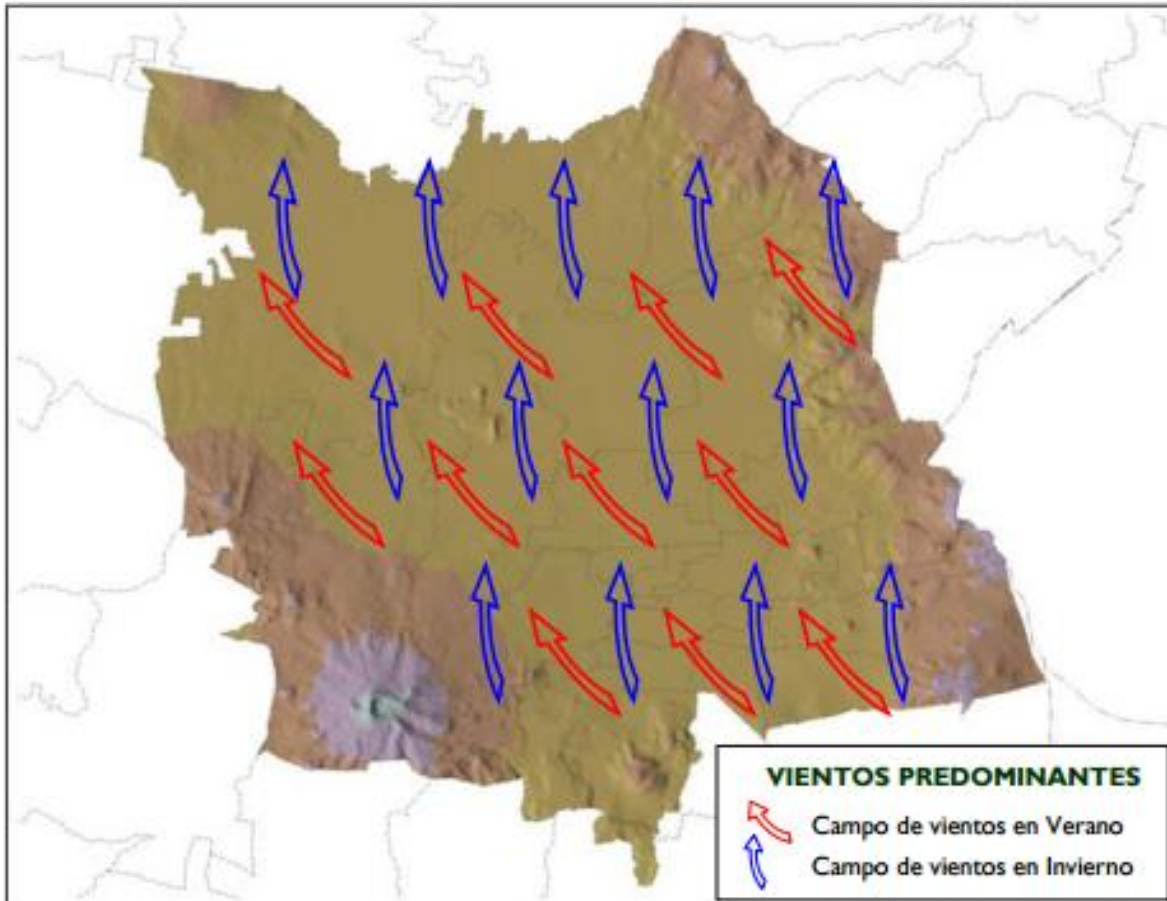 VIENTOS PREDOMINANTES
Campo de vientos en Verano
Campo de vientos en Invierno